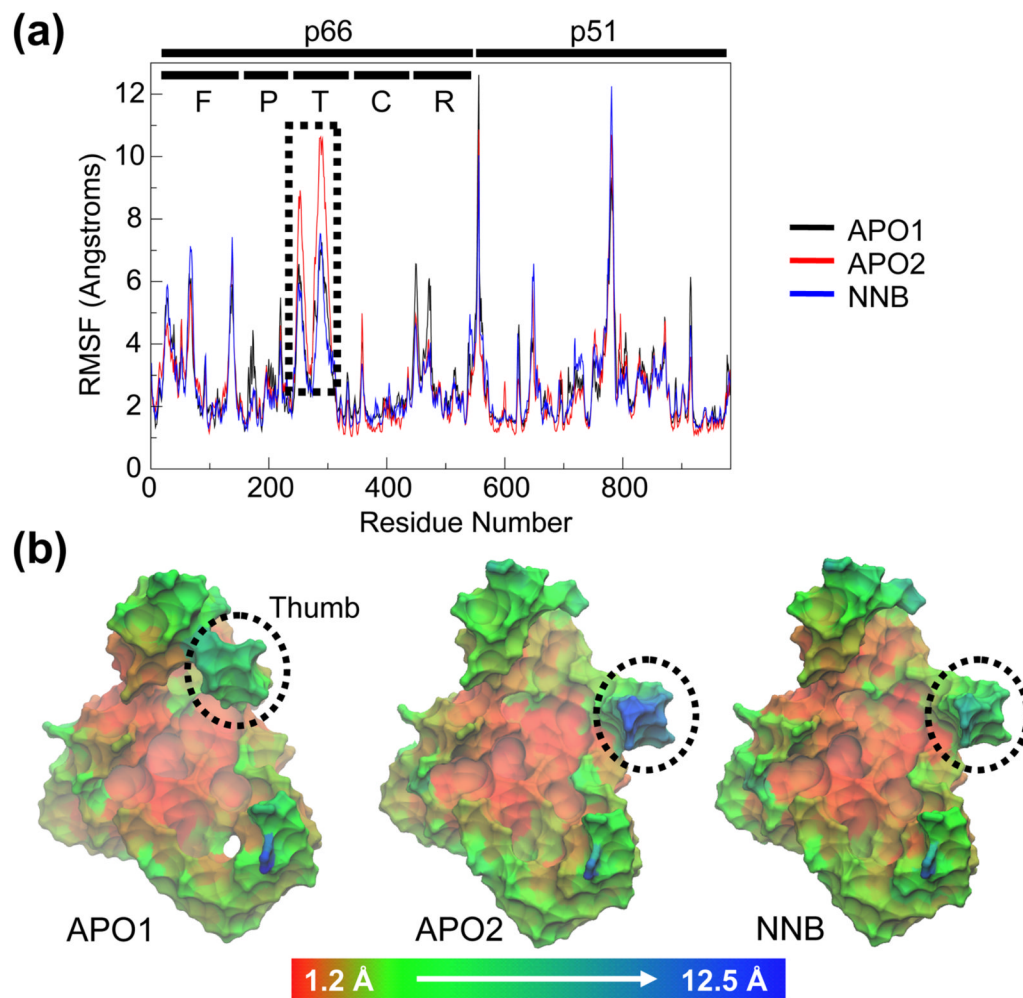 (a)
p66 p51
F P T C R
12
10
8
6
4
2
0
RMSF (Angstroms)
0 200 400 600 800
Residue Number
APO1
APO2
NNB
(b)
Thumb
APO1 APO2 NNB
1.2 Å 12.5 Å